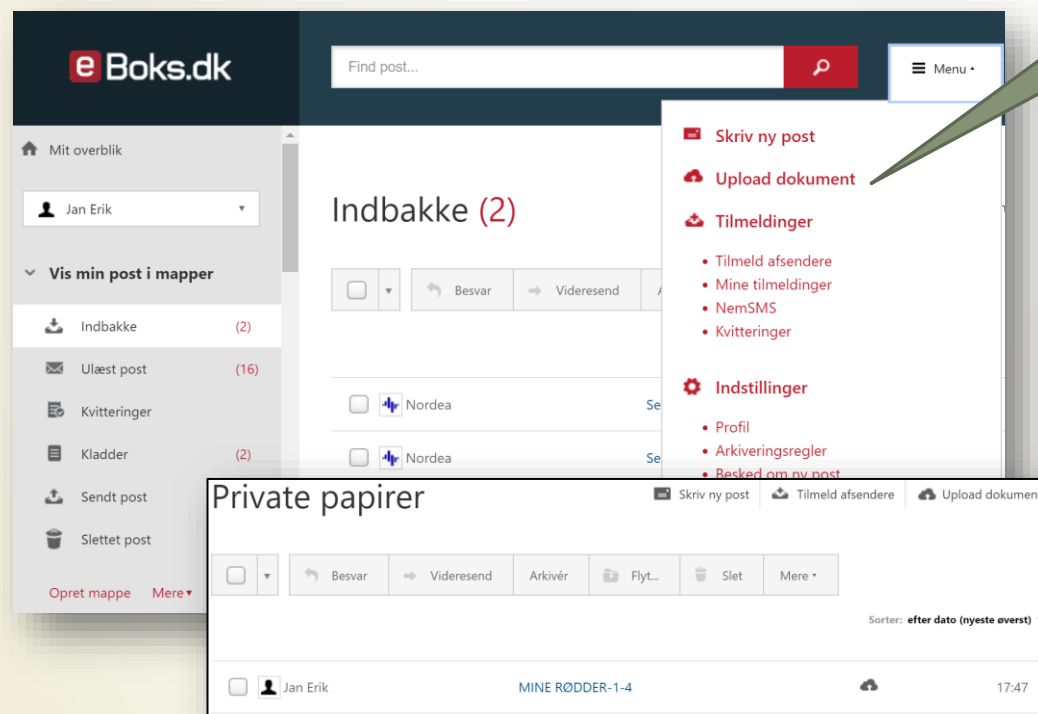 e Boks.dk
Find post...
Menu
Mit overblik
Jan Erik
Vis min post i mapper
Indbakke (2)
Ulæst post (16)
Kvitteringer
Kladder (2)
Sendt post
Slettet post
Opret mappe Mere
Indbakke (2)
Besvar Videresend
Nordea
Nordea
Skriv ny post
Upload dokument
Tilmeldinger
• Tilmeld afsendere
• Mine tilmeldinger
• NemSMS
• Kvitteringer
Indstillinger
• Profil
• Arkiveringsregler
• Besked om ny post
Private papirer
Skriv ny post Tilmeld afsendere Upload dokumen
Besvar Videresend Arkivér Flyt... Slet Mere
Sorter: efter dato (nyeste øverst)
Jan Erik MINE RØDDER-1-4 17:47